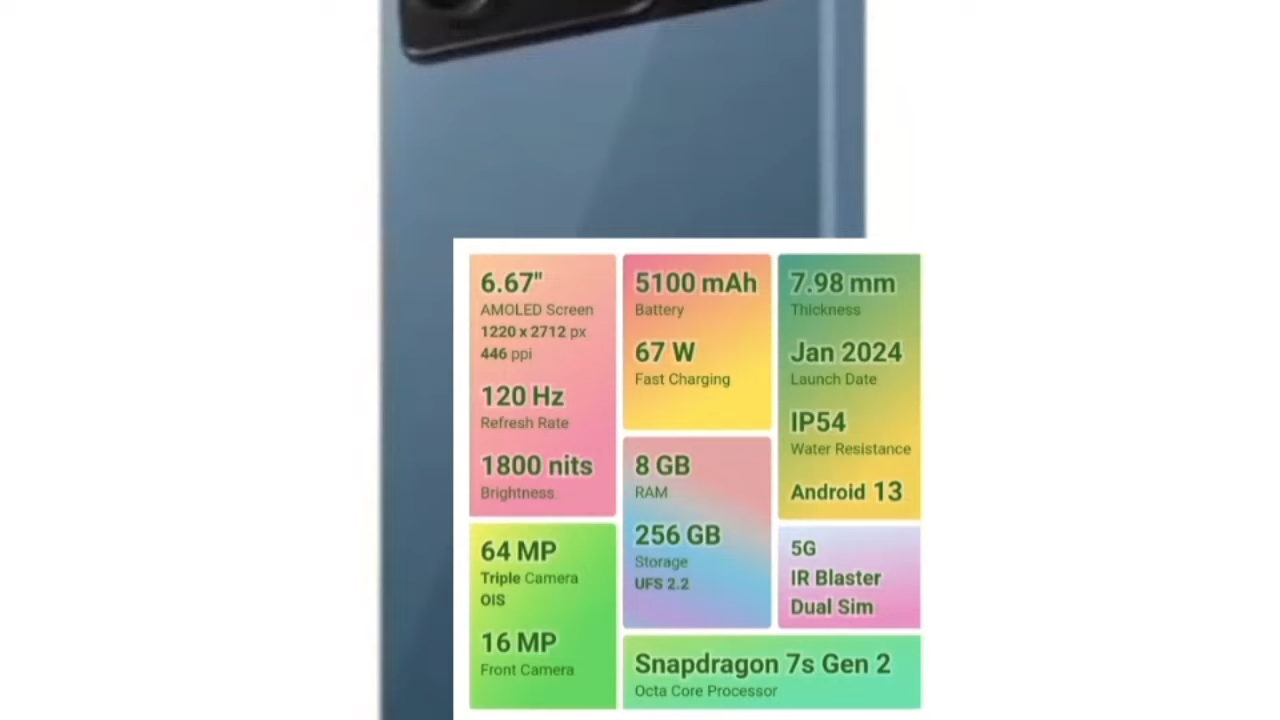 6.67"
AMOLED Screen
1220 x 2712 px
446 ppi
120 Hz
Refresh Rate
1800 nits
Brightness
64 MP
Triple Camera
OIS
16 MP
Front Camera
5100 mAh
Battery
67 W
Fast Charging
8 GB
RAM
256 GB
Storage
UFS 2.2
7.98 mm
Thickness
Jan 2024
Launch Date
IP54
Water Resistance
Android 13
5G
IR Blaster
Dual Sim
Snapdragon 7s Gen 2
Octa Core Processor